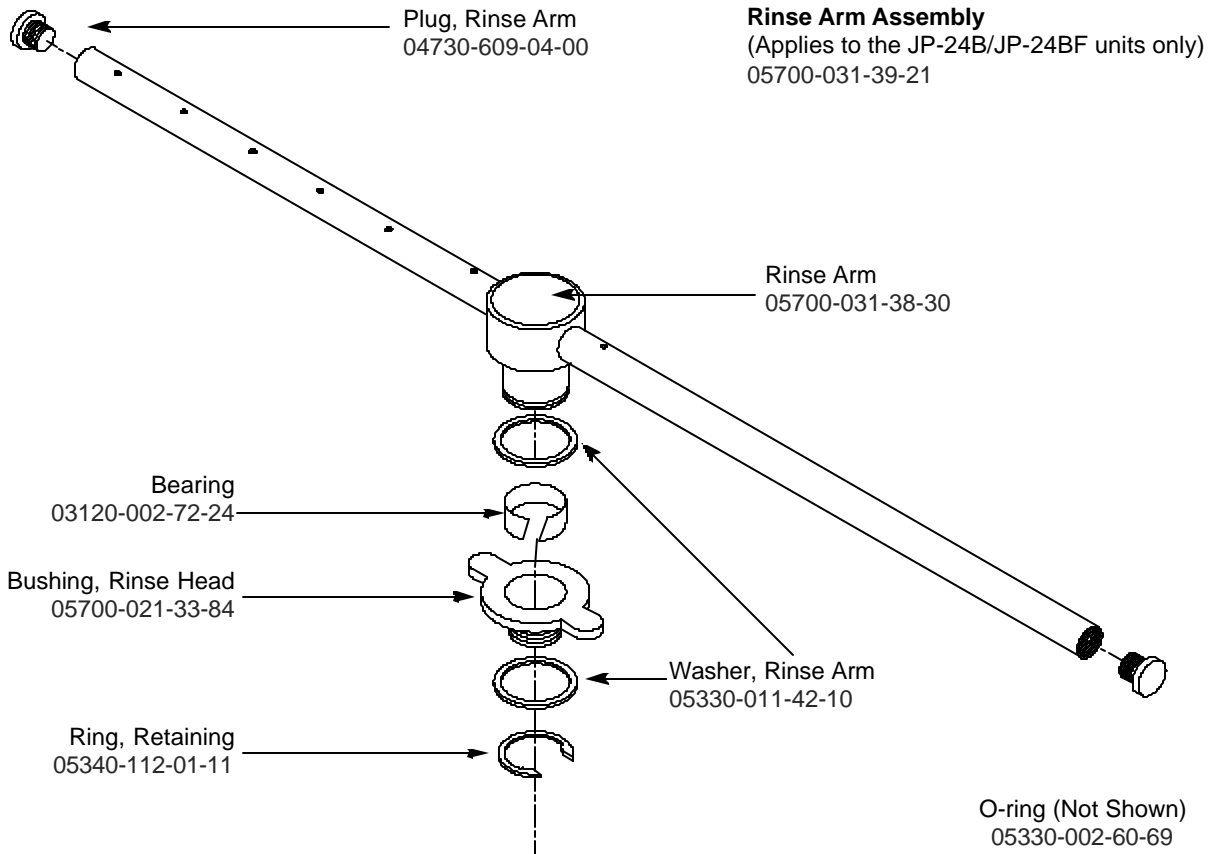 Plug, Rinse Arm
04730-609-04-00
Rinse Arm Assembly
(Applies to the JP-24B/JP-24BF units only)
05700-031-39-21
Rinse Arm
05700-031-38-30
Bearing
03120-002-72-24
Bushing, Rinse Head
05700-021-33-84
Washer, Rinse Arm
05330-011-42-10
Ring, Retaining
05340-112-01-11
O-ring (Not Shown)
05330-002-60-69